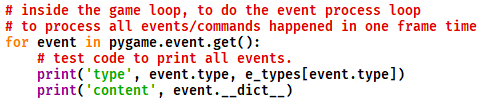 # inside the game loop, to do the event process loop
# to process all events/commands happened in one frame time
for event in pygame.event.get():
    # test code to print all events.
    print('type', event.type, e_types[event.type])
    print('content', event.__dict__)